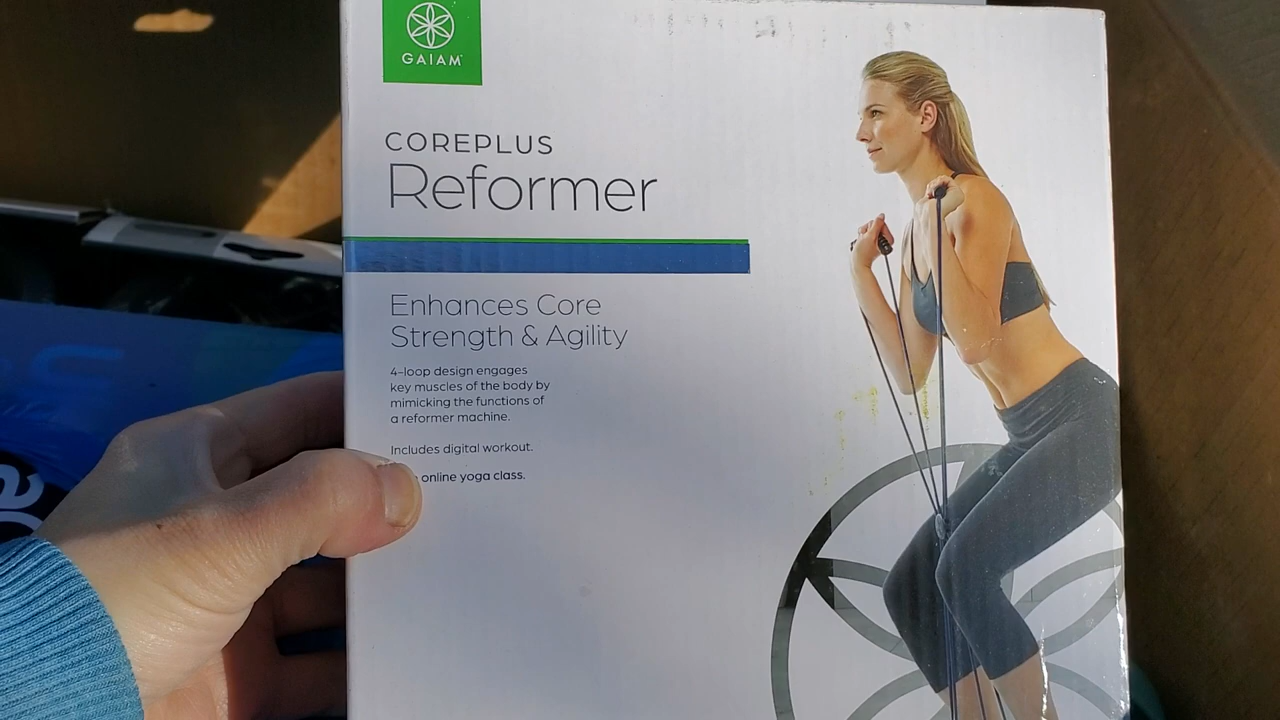 GAIAM
COREPLUS
Reformer
Enhances Core
Strength & Agility
4-loop design engages
key muscles of the body by
mimicking the functions of
a reformer machine.
Includes digital workout.
online yoga class.